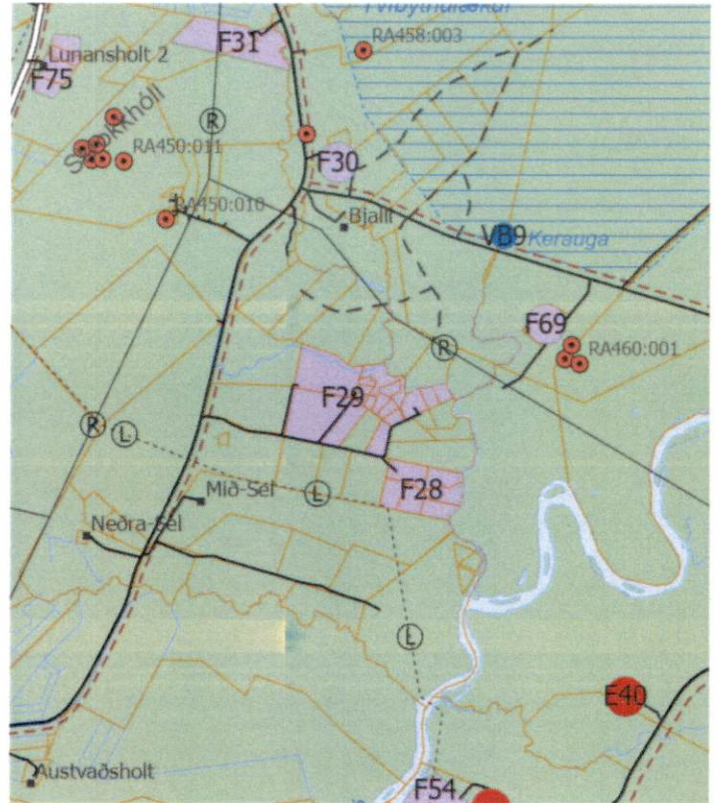 F31
RA458:003
Lunansholt 2
F75
RA450:011
R
F30
RA450:010
Bjalli
VB9
Kerauga
F69
RA460:001
R
F29
R
L
L
F28
Mið-Sel
Neðra-Sel
L
E40
Austvaðsholt
F54